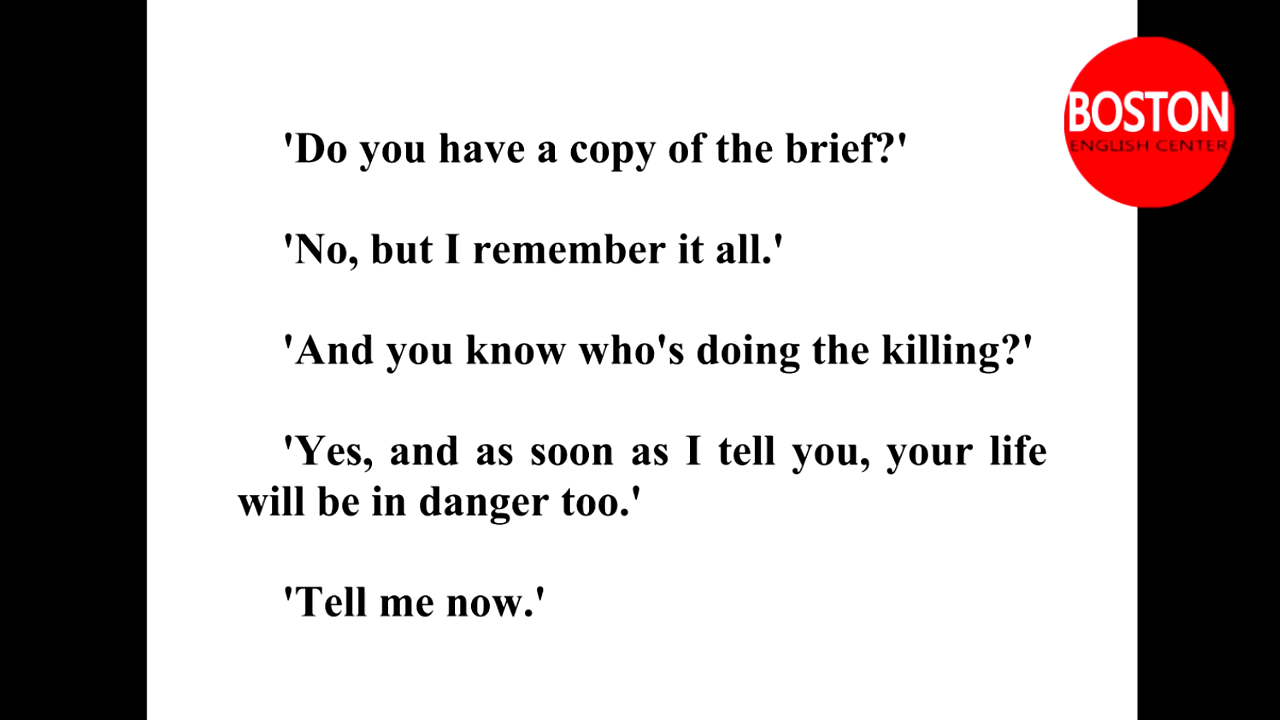 'Do you have a copy of the brief?'
'No, but I remember it all.'
'And you know who's doing the killing?'
'Yes, and as soon as I tell you, your life
will be in danger too.'
'Tell me now.'
BOSTON
ENGLISH CENTER